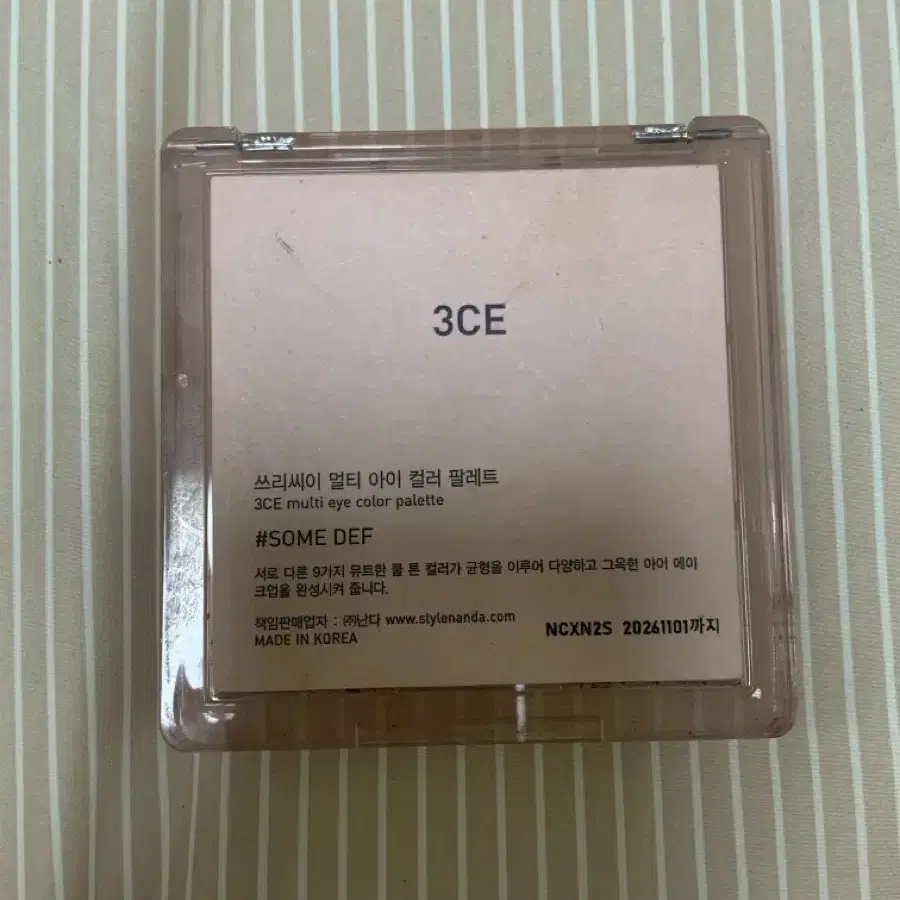 3CE
쓰리씨이 멀티 아이 컬러 팔레트
3CE multi eye color palette
#SOME DEF
서로 다른 9가지 뮤트한 쿨 톤 컬러가 균형을 이루어 다양하고 그윽한 아이 메이
크업을 완성시켜 줍니다.
책임판매업자 : ㈜난다 www.stylenanda.com
MADE IN KOREA
NCXN2S 20261101까지